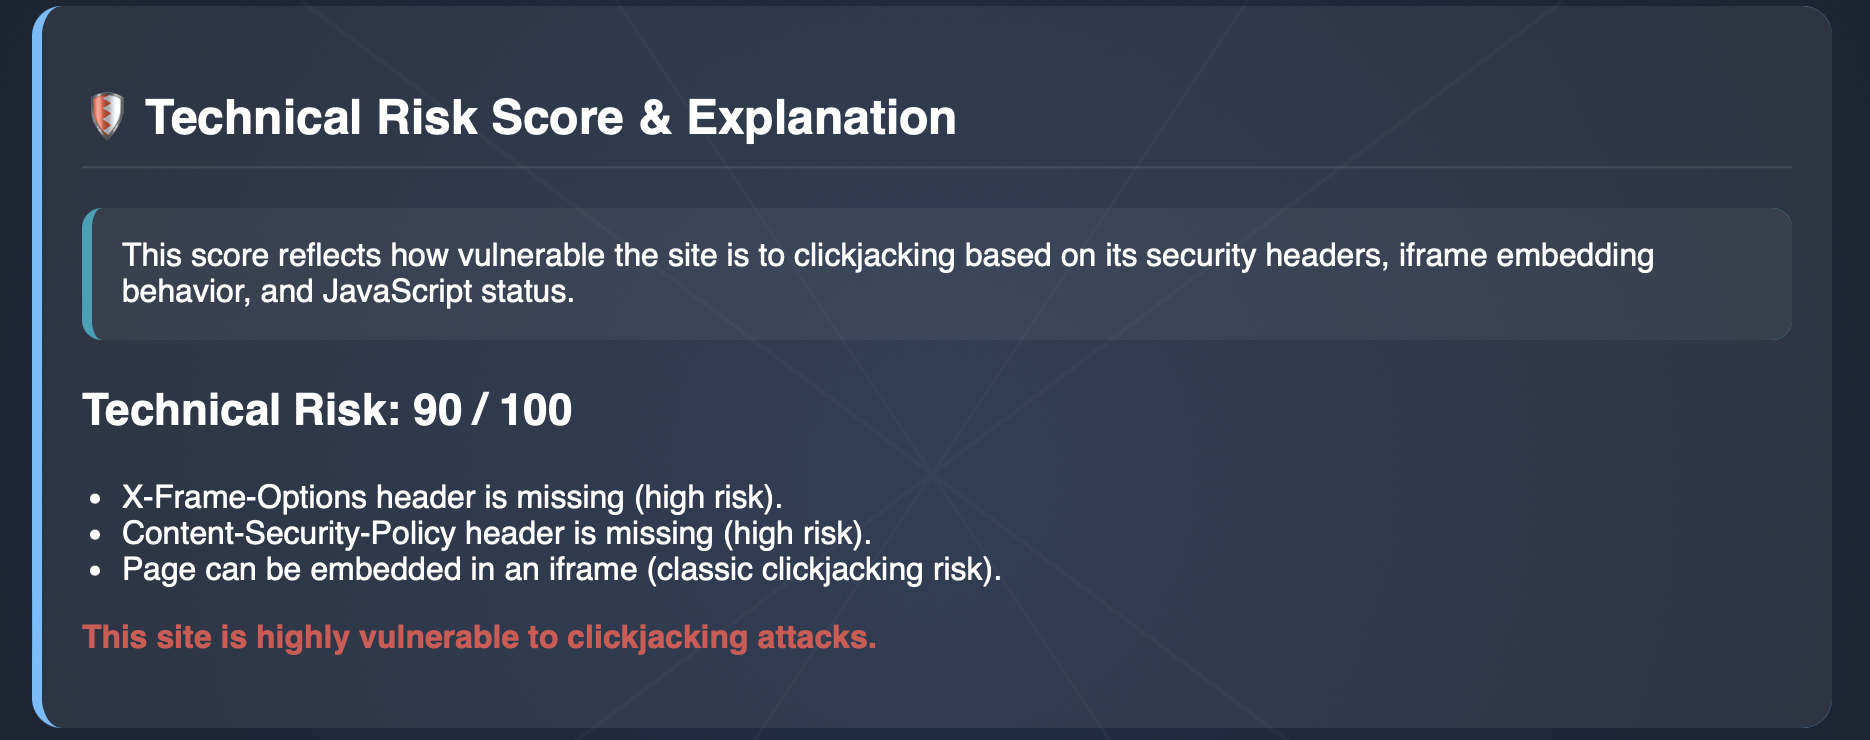 Technical Risk Score & Explanation
This score reflects how vulnerable the site is to clickjacking based on its security headers, iframe embedding
behavior, and JavaScript status.
Technical Risk: 90 / 100
• X-Frame-Options header is missing (high risk).
• Content-Security-Policy header is missing (high risk).
• Page can be embedded in an iframe (classic clickjacking risk).
This site is highly vulnerable to clickjacking attacks.